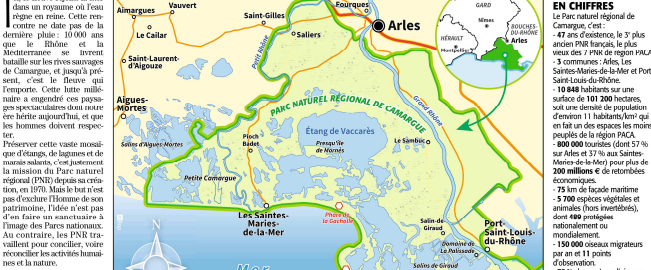 dans un royaume où l'eau
règne en reine. Cette ren-
contre ne date pas de la
dernière pluie : 10 000 ans
que le Rhône et la
Méditerranée se livrent
bataille sur les rives sauvages
de Camargue, et jusqu'à pré-
sent, c'est le fleuve qui
l'emporte. Cette lutte millé-
naire a engendré ces paysa-
ges spectaculaires dont notre
ère hérite aujourd'hui, et que
les hommes doivent respec-
ter.
Préserver cette vaste mosaï-
que d'étangs, de lagunes et de
marais salants, c'est justement
la mission du Parc naturel
régional (PNR) depuis sa créa-
tion, en 1970. Mais le but n'est
pas d'exclure l'Homme de son
patrimoine, l'idée n'est pas
d'en faire un sanctuaire à
l'image des Parcs nationaux.
Au contraire, les PNR tra-
vaillent pour concilier, voire
réconcilier les activités humai-
nes et la nature.
Aimargues
Vauvert
Le Cailar
Saint-Gilles
Fourques
Arles
Saliers
Petit Rhône
Saint-Laurent-
d'Aigouze
Aigues-
Mortes
Salins d'Aigues-Mortes
PARC NATUREL RÉGIONAL DE CAMARGUE
Grand Rhône
Étang de Vaccarès
Pioch
Badet
Presqu'île
de Mornès
Le Sambuc
Petite Camargue
Les Saintes-
Maries-
de-la-Mer
Phare de
la Gacholle
Salin-de-
Giraud
Port-
Saint-Louis-
du-Rhône
Domaine de
La Palissade
Salins de Giraud
Mer
GARD
Nîmes
HÉRAULT
Montpellier
BOUCHES-
DU-RHÔNE
Arles
EN CHIFFRES
Le Parc naturel régional de
Camargue, c'est :
- 47 ans d'existence, le 3e plus
ancien PNR français, le plus
vieux des 7 PNR de région PACA
- 3 communes : Arles, Les
Saintes-Maries-de-la-Mer et Port-
Saint-Louis-du-Rhône.
- 10 848 habitants sur une
surface de 101 200 hectares,
soit une densité de population
d'environ 11 habitants/km² qui
en fait un des espaces les moins
peuplés de la région PACA.
- 800 000 touristes (dont 57 %
sur Arles et 37 % aux Saintes-
Maries-de-la-Mer) pour plus de
200 millions € de retombées
économiques.
- 75 km de façade maritime
- 5 700 espèces végétales et
animales (hors invertébrés),
dont 489 protégées
nationalement ou
mondialement.
- 150 000 oiseaux migrateurs
par an et 11 points
d'observation.